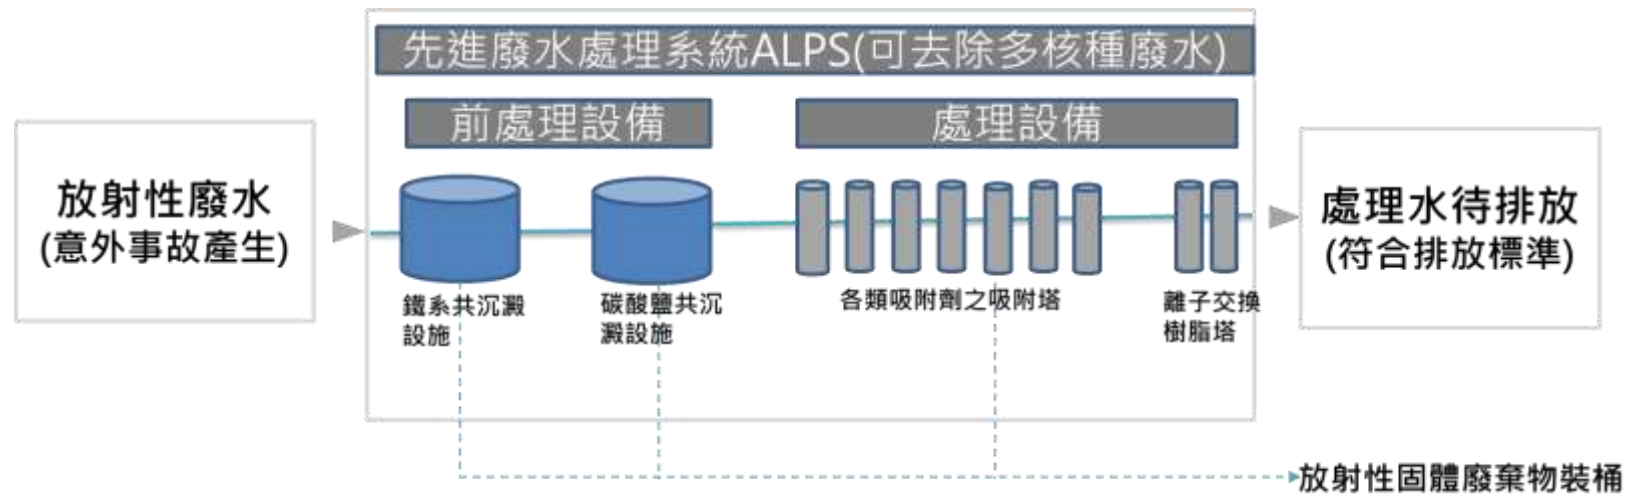 先進廢水處理系統ALPS(可去除多核種廢水)
前處理設備
處理設備
放射性廢水
(意外事故產生)
鐵系共沉澱
設施
碳酸鹽共沉
澱設施
各類吸附劑之吸附塔
離子交換
樹脂塔
處理水待排放
(符合排放標準)
放射性固體廢棄物裝桶